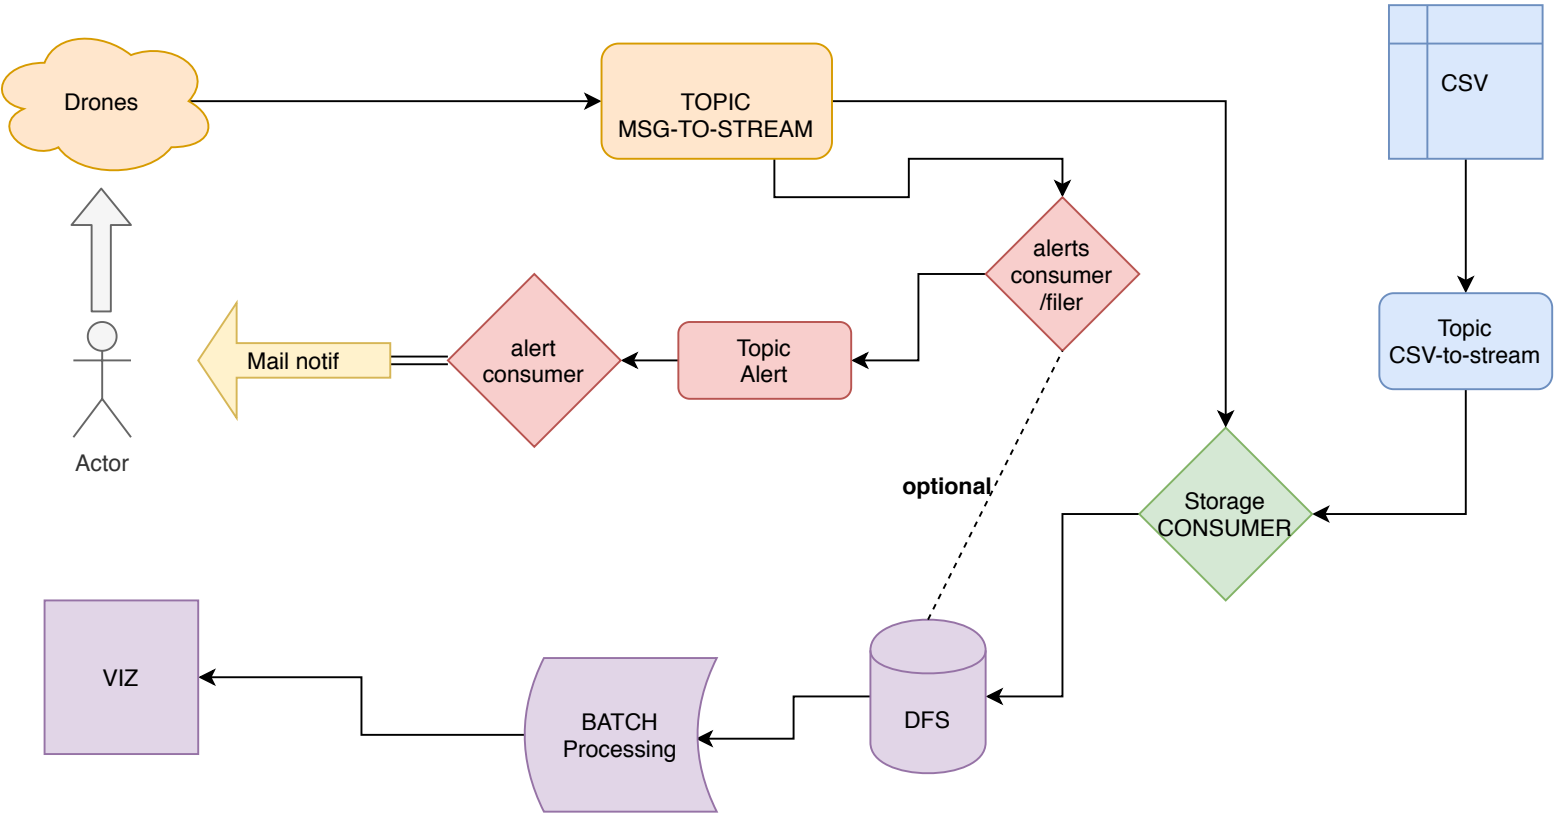 Drones
TOPIC
MSG-TO-STREAM
CSV
alerts
consumer
/filer
Topic
CSV-to-stream
Mail notif
alert
consumer
Topic
Alert
Actor
optional
Storage
CONSUMER
VIZ
BATCH
Processing
DFS